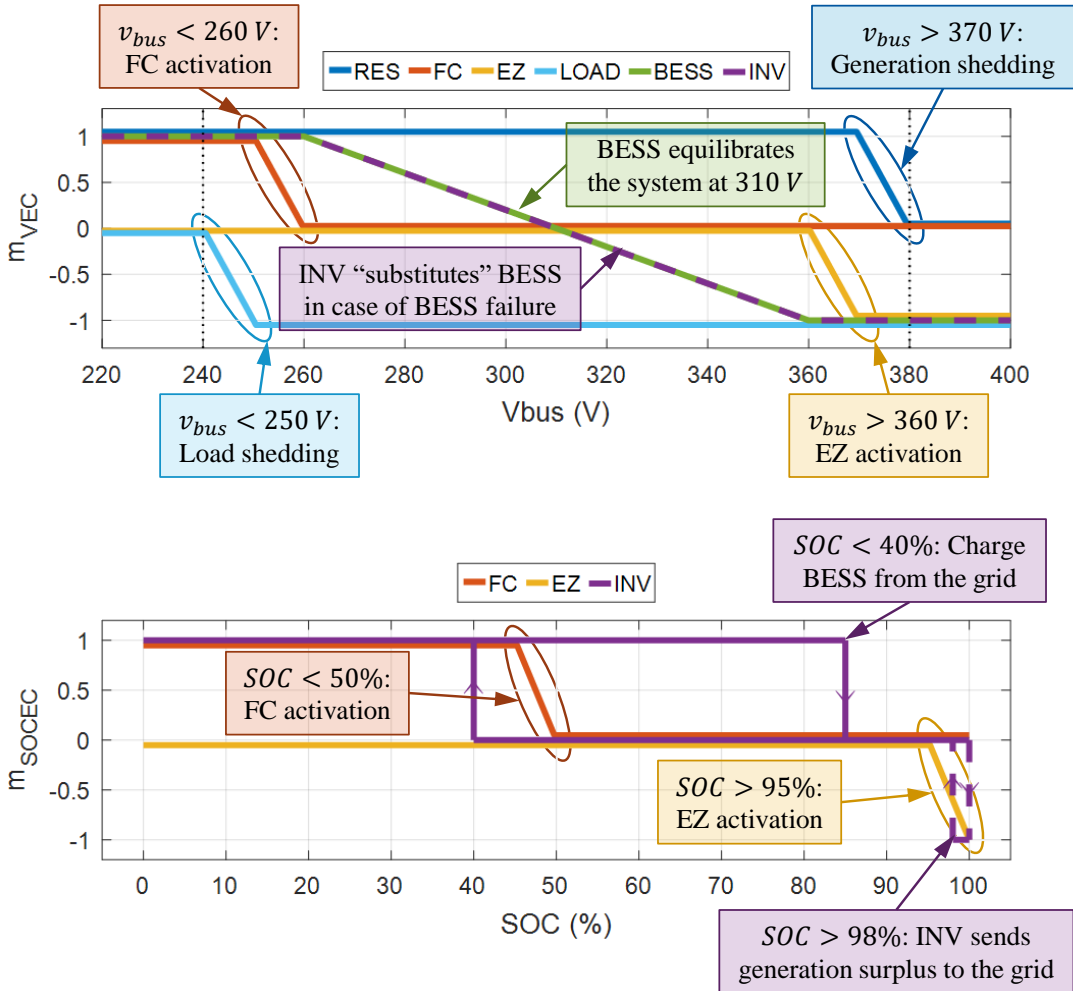 v_bus < 260 V:
FC activation
v_bus > 370 V:
Generation shedding
RES FC EZ LOAD BESS INV
m_VEC
1
0.5
0
-0.5
-1
BESS equilibrates
the system at 310 V
INV “substitutes” BESS
in case of BESS failure
220 240 260 280 300 320 340 360 380 400
Vbus (V)
v_bus < 250 V:
Load shedding
v_bus > 360 V:
EZ activation
SOC < 40%: Charge
BESS from the grid
FC EZ INV
m_SOCEC
1
0.5
0
-0.5
-1
SOC < 50%:
FC activation
SOC > 95%:
EZ activation
0 10 20 30 40 50 60 70 80 90 100
SOC (%)
SOC > 98%: INV sends
generation surplus to the grid